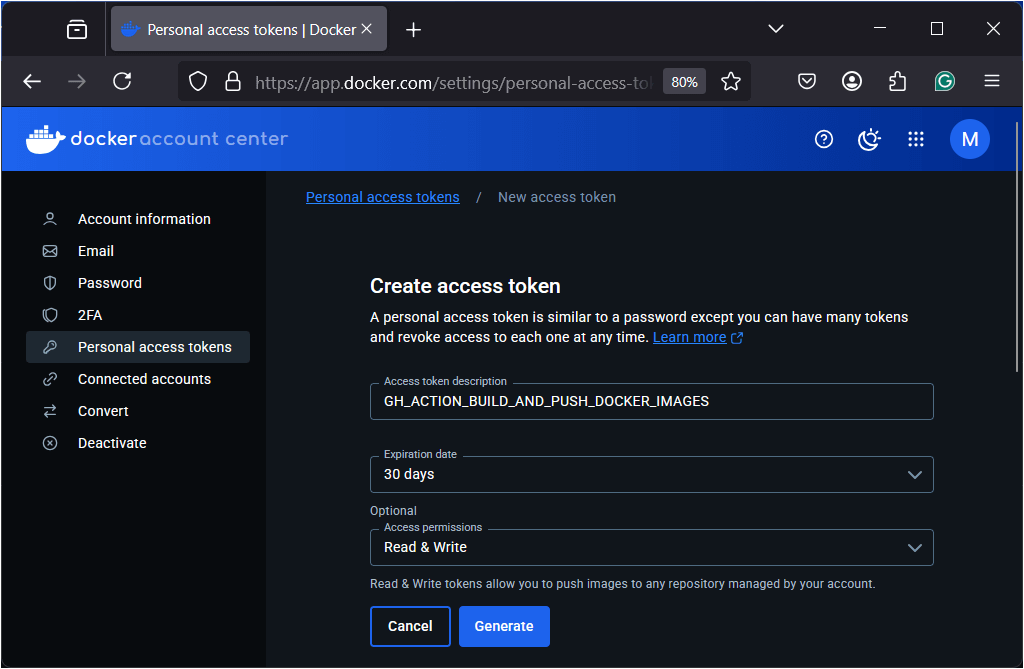 Personal access tokens | Docker
https://app.docker.com/settings/personal-access-to
80%
docker account center
M
Account information
Email
Password
2FA
Personal access tokens
Connected accounts
Convert
Deactivate
Personal access tokens / New access token
Create access token
A personal access token is similar to a password except you can have many tokens
and revoke access to each one at any time. Learn more
Access token description
GH_ACTION_BUILD_AND_PUSH_DOCKER_IMAGES
Expiration date
30 days
Optional
Access permissions
Read & Write
Read & Write tokens allow you to push images to any repository managed by your account.
Cancel
Generate